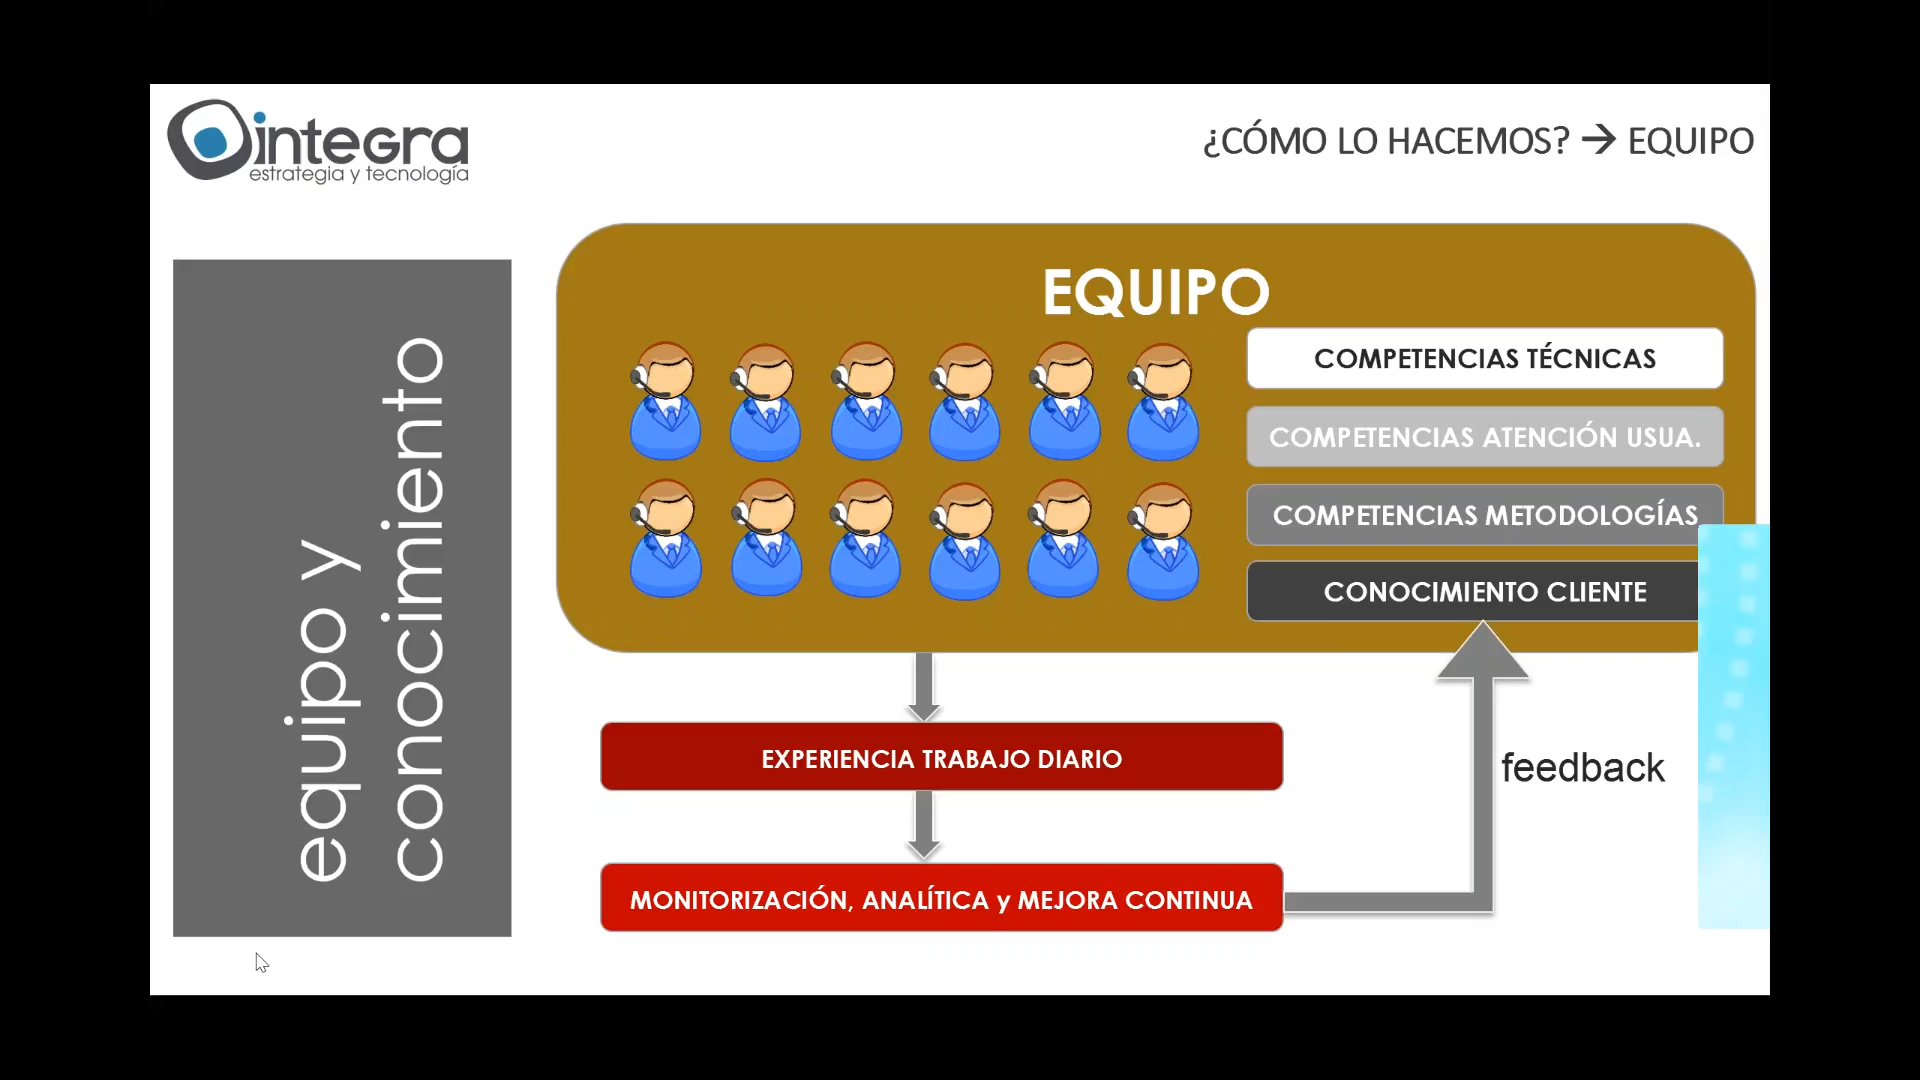 integra
estrategia y tecnología
¿CÓMO LO HACEMOS? → EQUIPO
equipo y
conocimiento
EQUIPO
COMPETENCIAS TÉCNICAS
COMPETENCIAS ATENCIÓN USUA.
COMPETENCIAS METODOLOGÍAS
CONOCIMIENTO CLIENTE
EXPERIENCIA TRABAJO DIARIO
feedback
MONITORIZACIÓN, ANALÍTICA y MEJORA CONTINUA